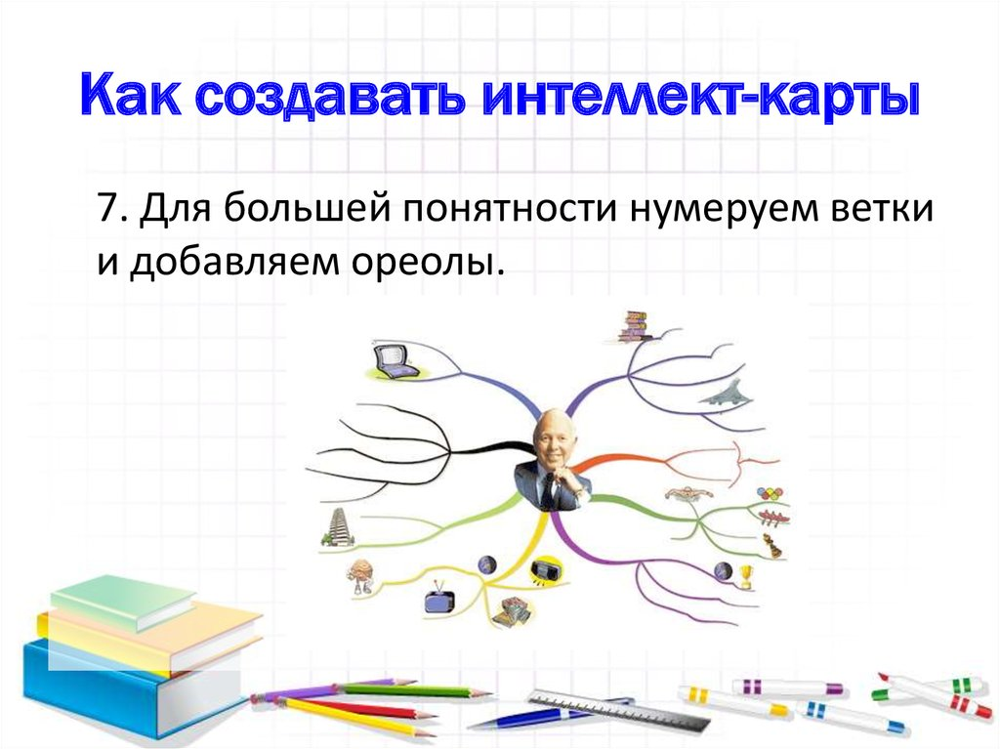 Как создавать интеллект-карты
7. Для большей понятности нумеруем ветки
и добавляем ореолы.